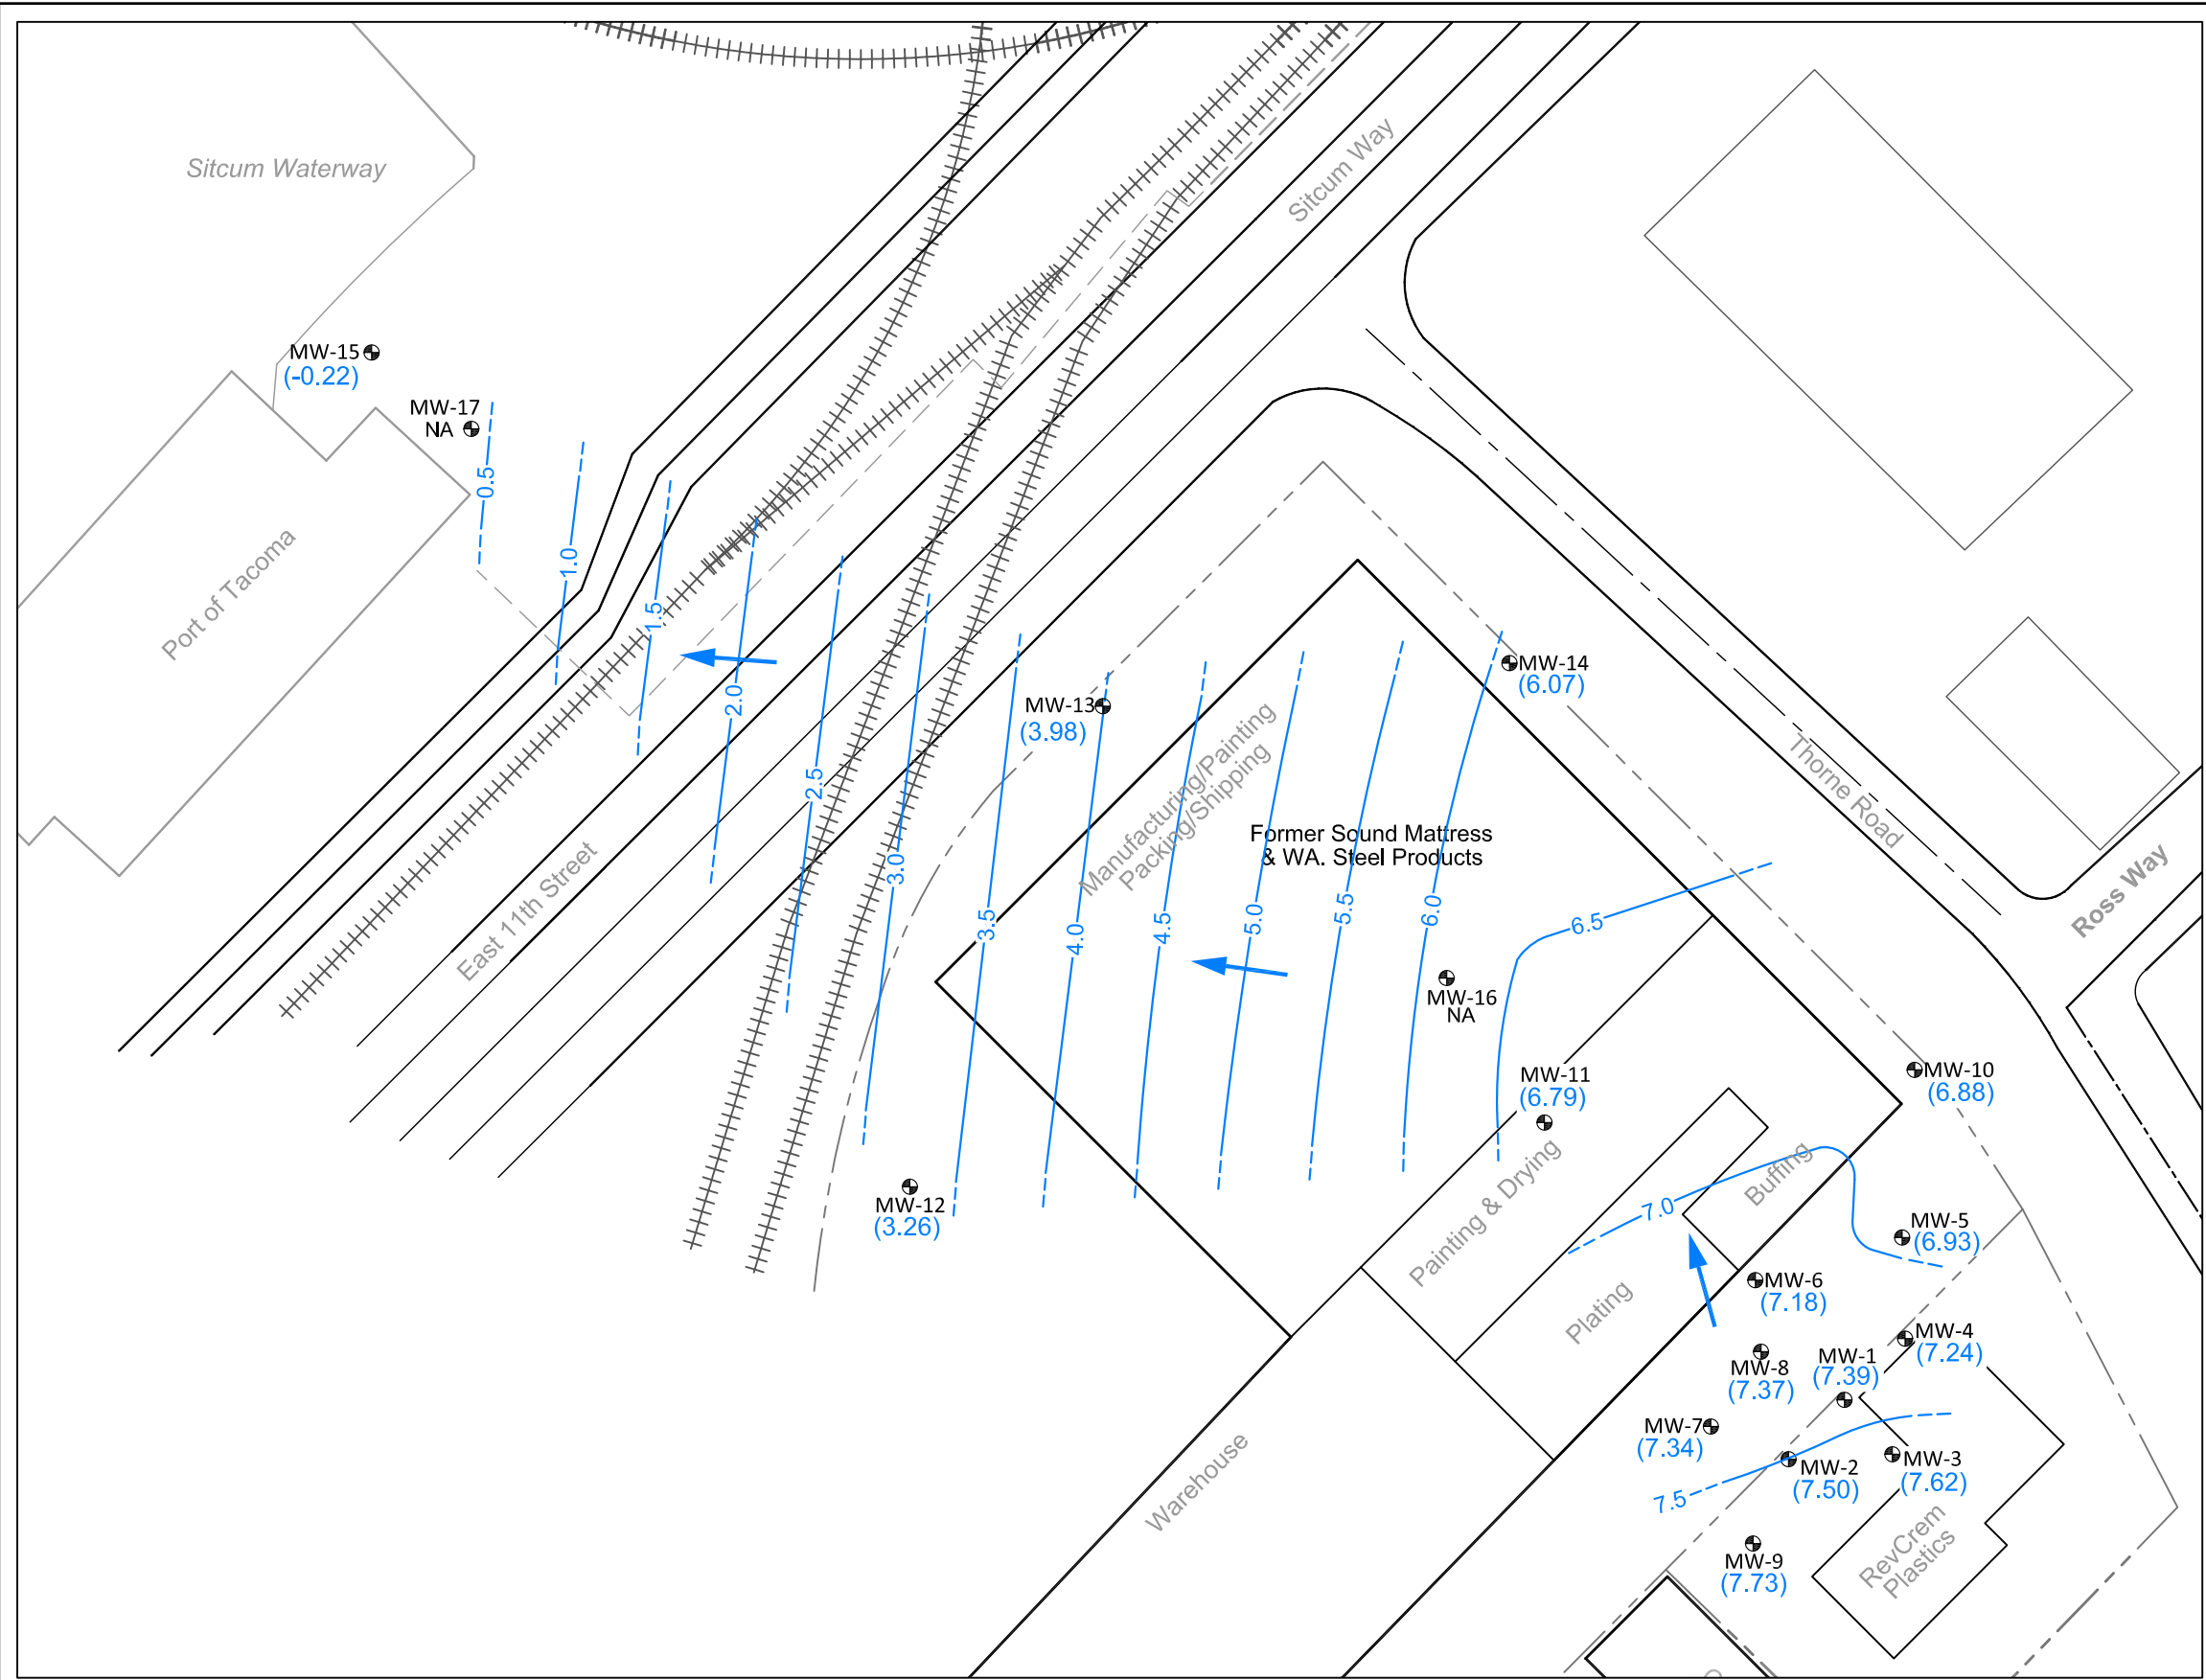 Sitcum Waterway
Sitcum Way
MW-15
(-0.22)
MW-17
NA
0.5
1.0
1.5
2.0
2.5
3.0
3.5
4.0
4.5
5.0
5.5
6.0
6.5
7.0
7.5
Port of Tacoma
East 11th Street
MW-13
(3.98)
MW-14
(6.07)
Manufacturing/Painting
Packing/Shipping
Former Sound Mattress
& WA. Steel Products
Thorne Road
Ross Way
MW-16
NA
MW-11
(6.79)
MW-10
(6.88)
MW-12
(3.26)
Painting & Drying
Buffing
Plating
MW-5
(6.93)
MW-6
(7.18)
MW-4
(7.24)
MW-8
(7.37)
MW-1
(7.39)
MW-7
(7.34)
MW-2
(7.50)
MW-3
(7.62)
MW-9
(7.73)
Warehouse
RevCrem
Plastics